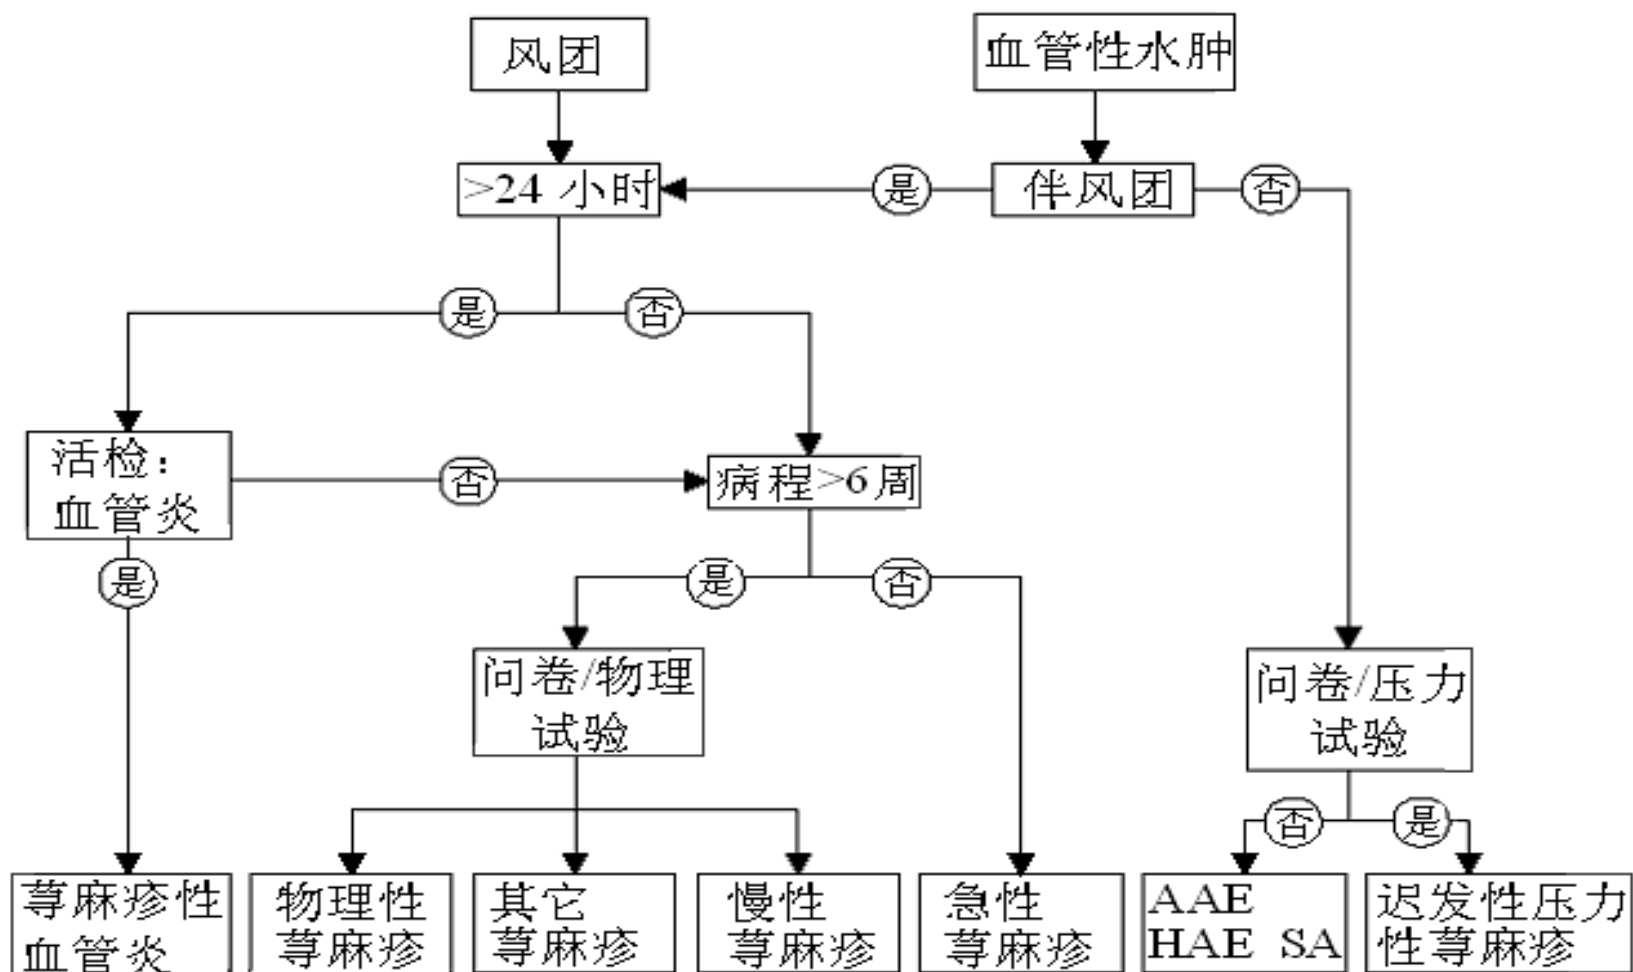 风团
血管性水肿
>24 小时
是
伴风团
否
是
否
活检：
血管炎
否
病程>6周
是
是
否
问卷/物理
试验
问卷/压力
试验
否
是
荨麻疹性
血管炎
物理性
荨麻疹
其它
荨麻疹
慢性
荨麻疹
急性
荨麻疹
AAE
HAE SA
迟发性压力
性荨麻疹